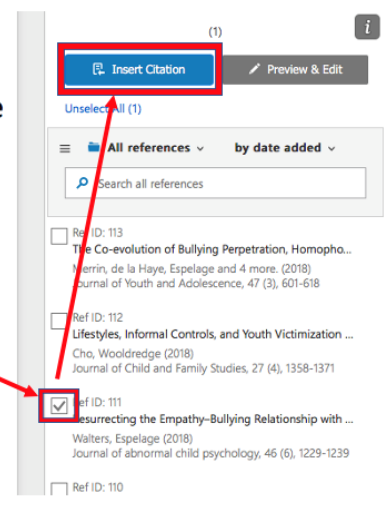 (1)
i
Insert Citation
Preview & Edit
e
Unselect All (1)
All references
by date added
Search all references
Ref ID: 113
The Co-evolution of Bullying Perpetration, Homopho...
Merrin, de la Haye, Espelage and 4 more. (2018)
Journal of Youth and Adolescence, 47 (3), 601-618
Ref ID: 112
Lifestyles, Informal Controls, and Youth Victimization ...
Cho, Wooldredge (2018)
Journal of Child and Family Studies, 27 (4), 1358-1371
Ref ID: 111
Resurrecting the Empathy–Bullying Relationship with ...
Walters, Espelage (2018)
Journal of abnormal child psychology, 46 (6), 1229-1239
Ref ID: 110